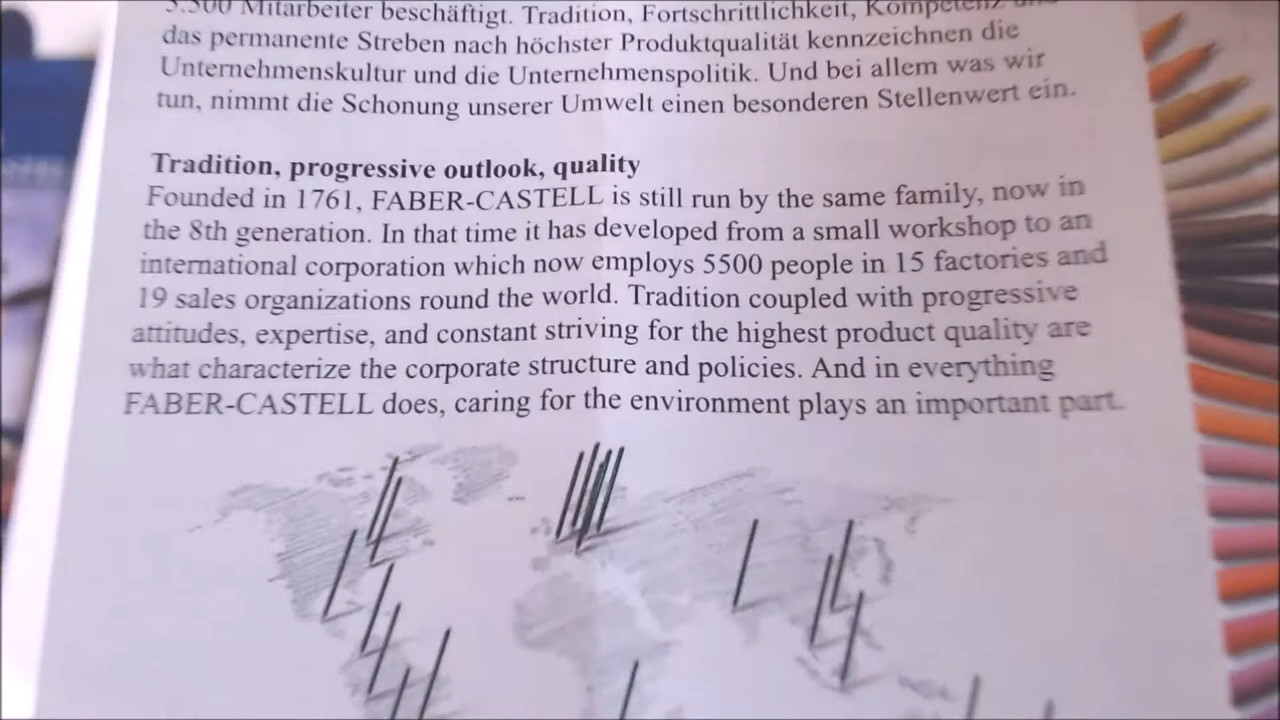 5.500 Mitarbeiter beschäftigt. Tradition, Fortschrittlichkeit, Kompetenz und
das permanente Streben nach höchster Produktqualität kennzeichnen die
Unternehmenskultur und die Unternehmenspolitik. Und bei allem was wir
tun, nimmt die Schonung unserer Umwelt einen besonderen Stellenwert ein.
Tradition, progressive outlook, quality
Founded in 1761, FABER-CASTELL is still run by the same family, now in
the 8th generation. In that time it has developed from a small workshop to an
international corporation which now employs 5500 people in 15 factories and
19 sales organizations round the world. Tradition coupled with progressive
attitudes, expertise, and constant striving for the highest product quality are
what characterize the corporate structure and policies. And in everything
FABER-CASTELL does, caring for the environment plays an important part.